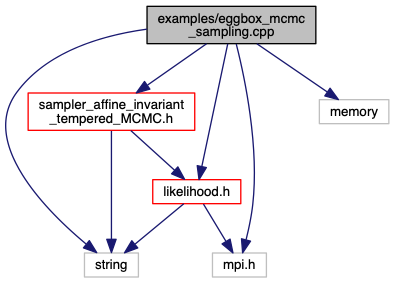 examples/eggbox_mcmc
_sampling.cpp
sampler_affine_invariant
_tempered_MCMC.h
memory
likelihood.h
string
mpi.h